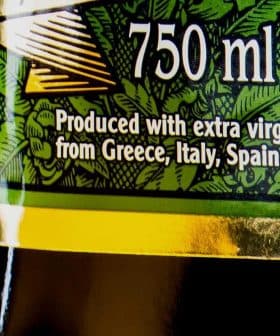 750 ml
Produced with extra virg
from Greece, Italy, Spain